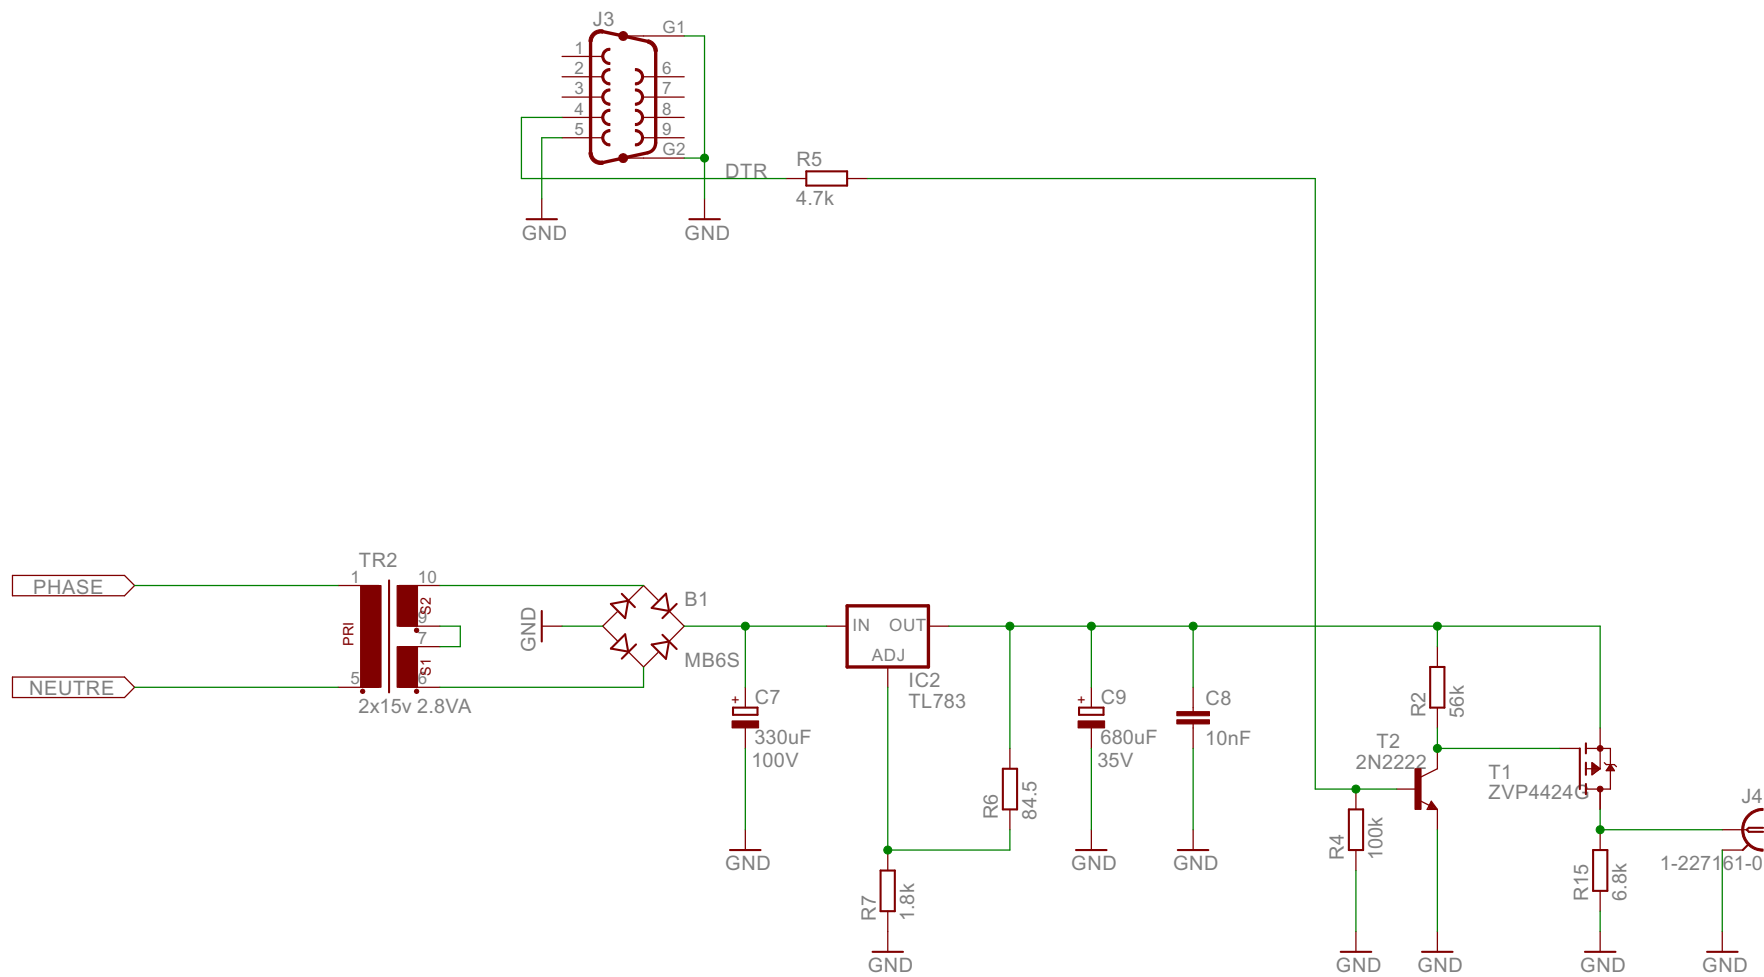 J3
G1
1
2
3
4
5
6
7
8
9
G2
DTR
R5
4.7k
GND
GND
TR2
PHASE
NEUTRE
1
5
PRI
10
S2
9
7
S1
6
2x15v 2.8VA
GND
B1
MB6S
IN OUT
ADJ
IC2
TL783
+ C7
330uF
100V
GND
R6
84.5
R7
1.8k
GND
+ C9
680uF
35V
GND
C8
10nF
GND
R2
56k
T2
2N2222
T1
ZVP4424G
R4
100k
GND
GND
R15
6.8k
GND
J4
1-227161-0
GND